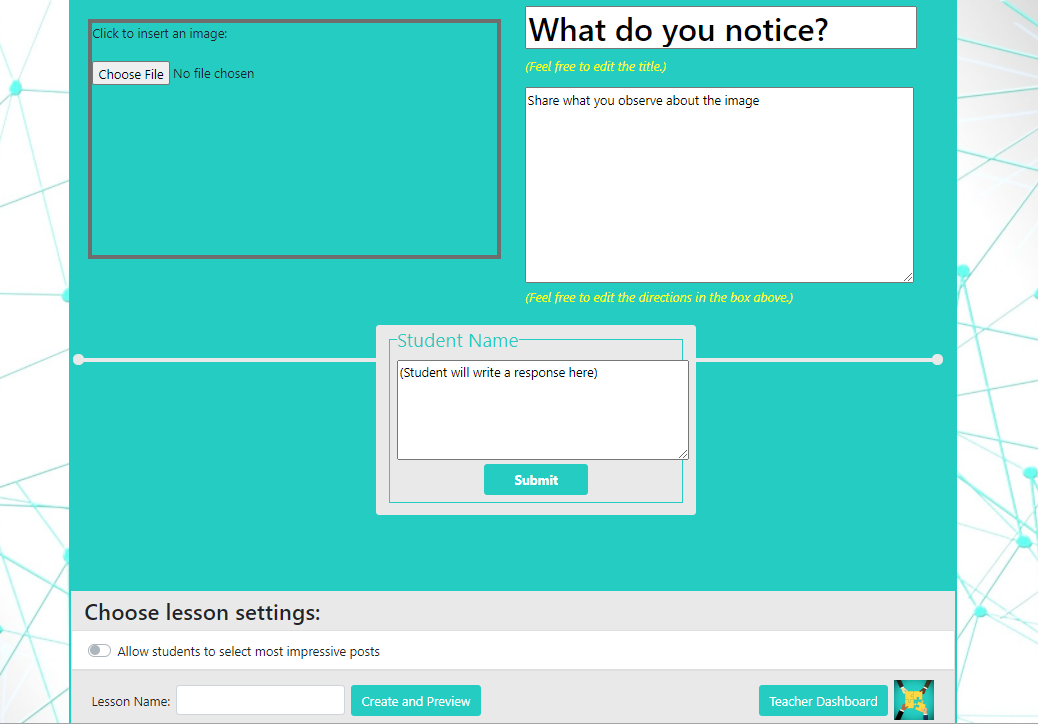 Click to insert an image:
Choose File No file chosen
What do you notice?
(Feel free to edit the title.)
Share what you observe about the image
(Feel free to edit the directions in the box above.)
Student Name
(Student will write a response here)
Submit
Choose lesson settings:
Allow students to select most impressive posts
Lesson Name:
Create and Preview
Teacher Dashboard